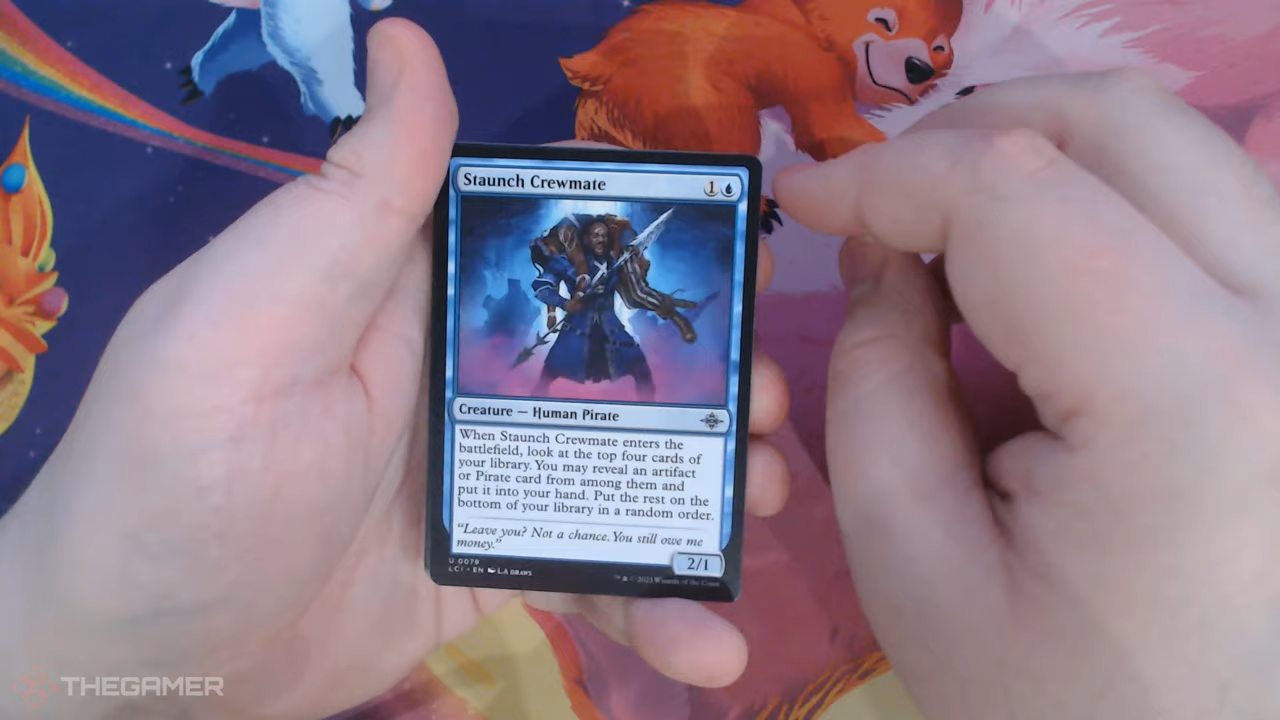 Staunch Crewmate 1
Creature — Human Pirate
When Staunch Crewmate enters the
battlefield, look at the top four cards of
your library. You may reveal an artifact
or Pirate card from among them and
put it into your hand. Put the rest on the
bottom of your library in a random order.
"Leave you? Not a chance. You still owe me
money."
2/1
U 0079
LCI • EN LA DRAWS
™ & © 2023 Wizards of the Coast
THEGAMER